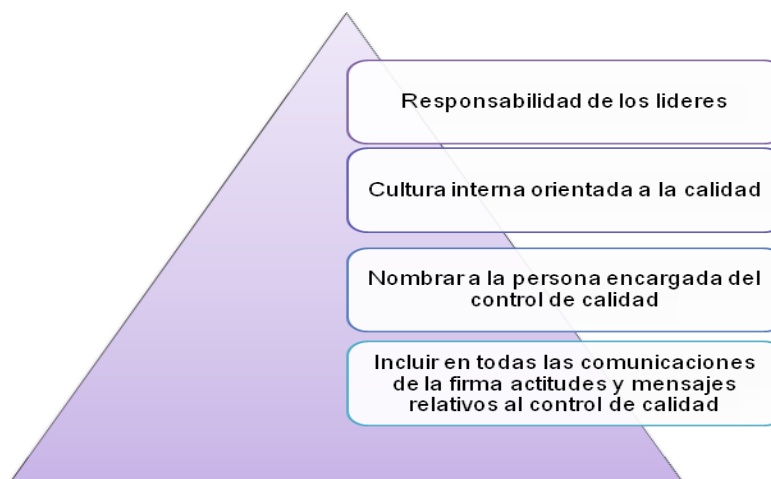 Responsabilidad de los lideres
Cultura interna orientada a la calidad
Nombrar a la persona encargada del
control de calidad
Incluir en todas las comunicaciones
de la firma actitudes y mensajes
relativos al control de calidad